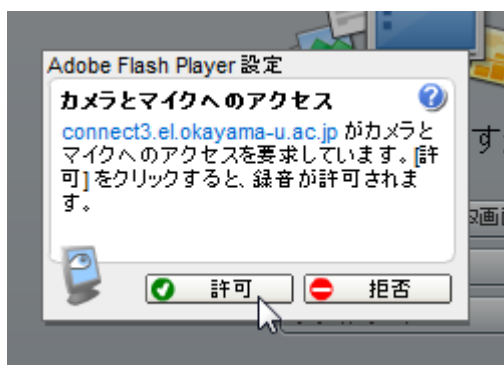 Adobe Flash Player 設定
カメラとマイクへのアクセス
connect3.el.okayama-u.ac.jp がカメラと
マイクへのアクセスを要求しています。[許
可] をクリックすると、録音が許可されま
す。
す
画面
許可
拒否